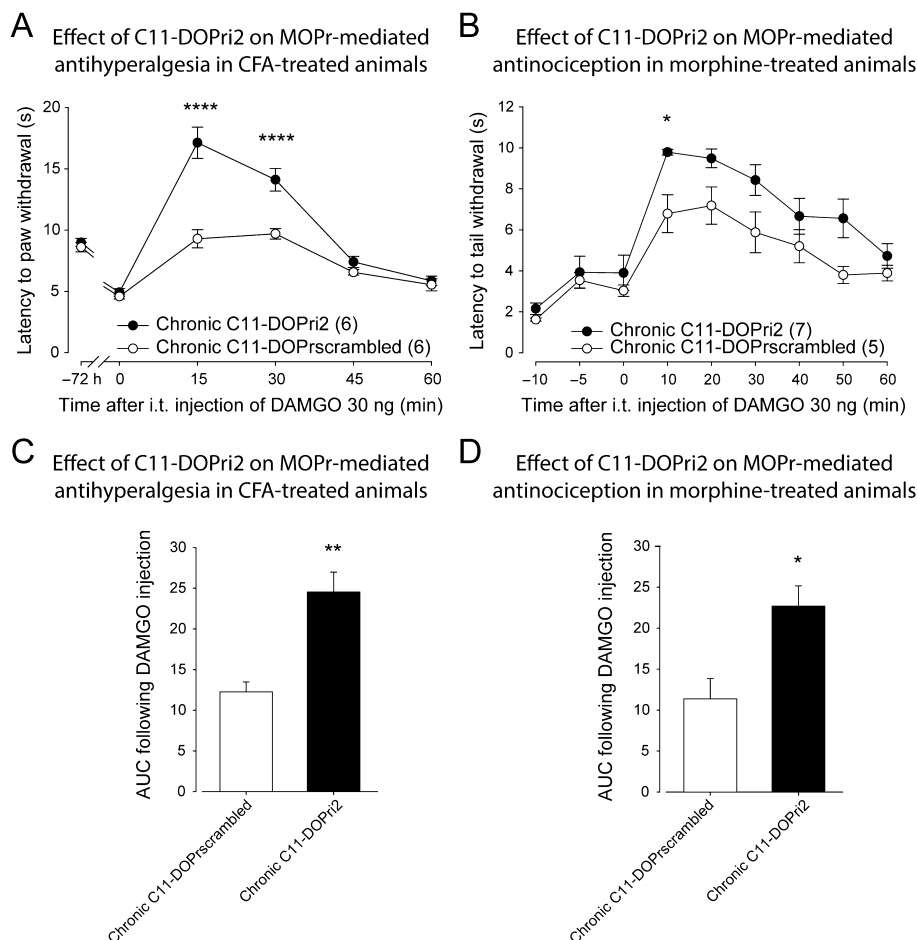 A
Effect of C11-DOPri2 on MOPr-mediated
antihyperalgesia in CFA-treated animals
Latency to paw withdrawal (s)
20
15
10
5
0
****
****
Chronic C11-DOPri2 (6)
Chronic C11-DOPrscrambled (6)
−72 h
0
15
30
45
60
Time after i.t. injection of DAMGO 30 ng (min)
B
Effect of C11-DOPri2 on MOPr-mediated
antinociception in morphine-treated animals
Latency to tail withdrawal (s)
12
10
8
6
4
2
0
*
Chronic C11-DOPri2 (7)
Chronic C11-DOPrscrambled (5)
−10
−5
0
10
20
30
40
50
60
Time after i.t. injection of DAMGO 30 ng (min)
C
Effect of C11-DOPri2 on MOPr-mediated
antihyperalgesia in CFA-treated animals
AUC following DAMGO injection
30
25
20
15
10
5
0
**
Chronic C11-DOPrscrambled
Chronic C11-DOPri2
D
Effect of C11-DOPri2 on MOPr-mediated
antinociception in morphine-treated animals
AUC following DAMGO injection
30
25
20
15
10
5
0
*
Chronic C11-DOPrscrambled
Chronic C11-DOPri2